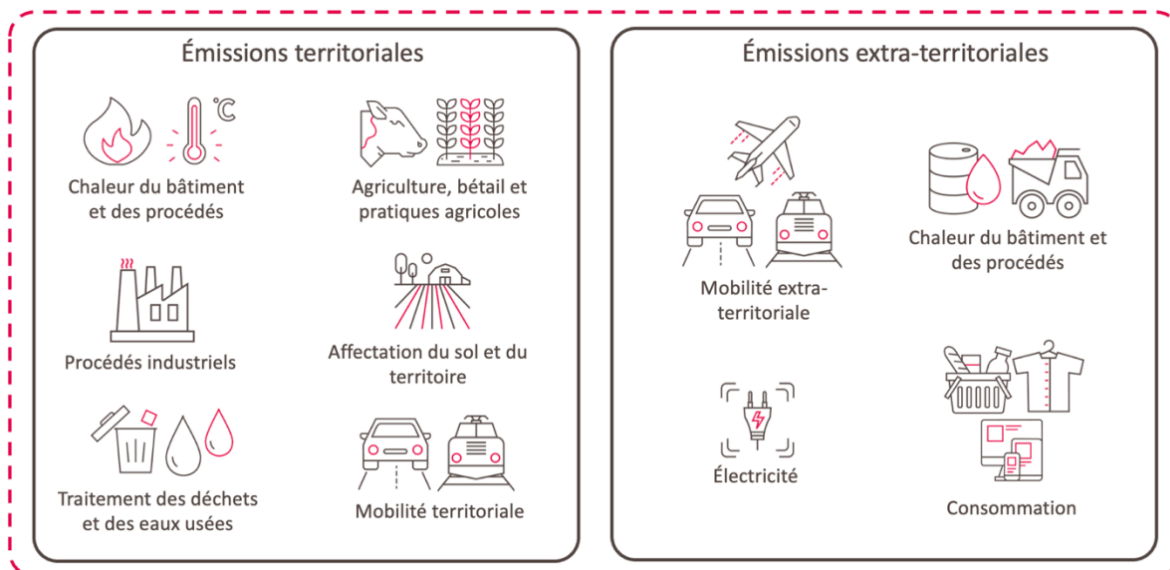 Émissions territoriales
°C
Chaleur du bâtiment
et des procédés
Agriculture, bétail et
pratiques agricoles
Procédés industriels
Affectation du sol et du
territoire
Traitement des déchets
et des eaux usées
Mobilité territoriale
Émissions extra-territoriales
Mobilité extra-
territoriale
Chaleur du bâtiment et
des procédés
Électricité
Consommation